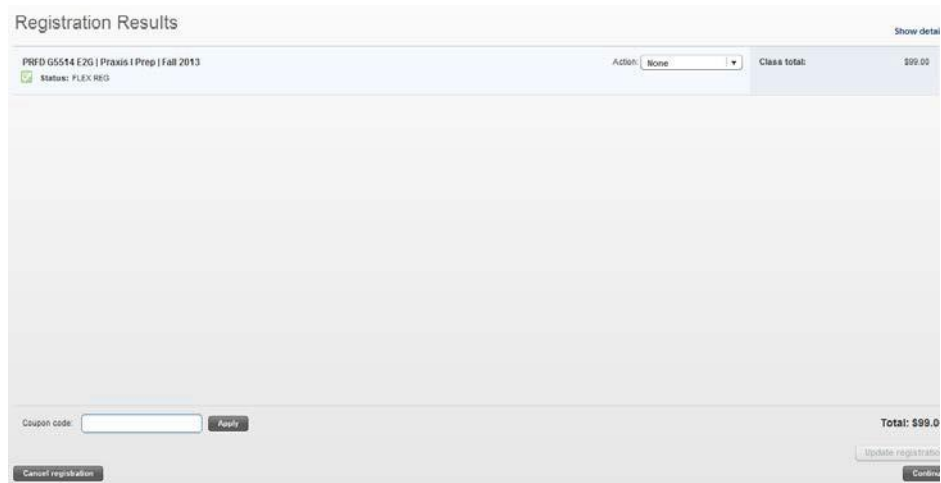 Registration Results
Show detai
PRFD G5514 E2G | Praxis I Prep | Fall 2013
Action: None
Class total: $99.00
Status: FLEX REG
Coupon code: Apply
Total: $99.0
Update registratio
Cancel registration
Continu